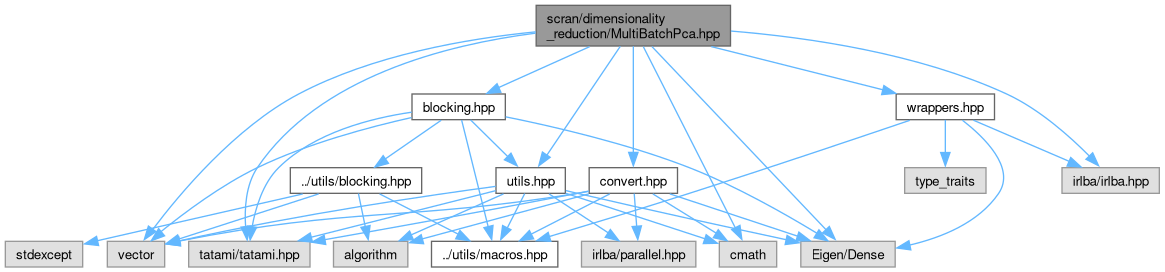 scran/dimensionality
_reduction/MultiBatchPca.hpp
blocking.hpp
wrappers.hpp
../utils/blocking.hpp
utils.hpp
convert.hpp
type_traits
irlba/irlba.hpp
stdexcept
vector
tatami/tatami.hpp
algorithm
../utils/macros.hpp
irlba/parallel.hpp
cmath
Eigen/Dense